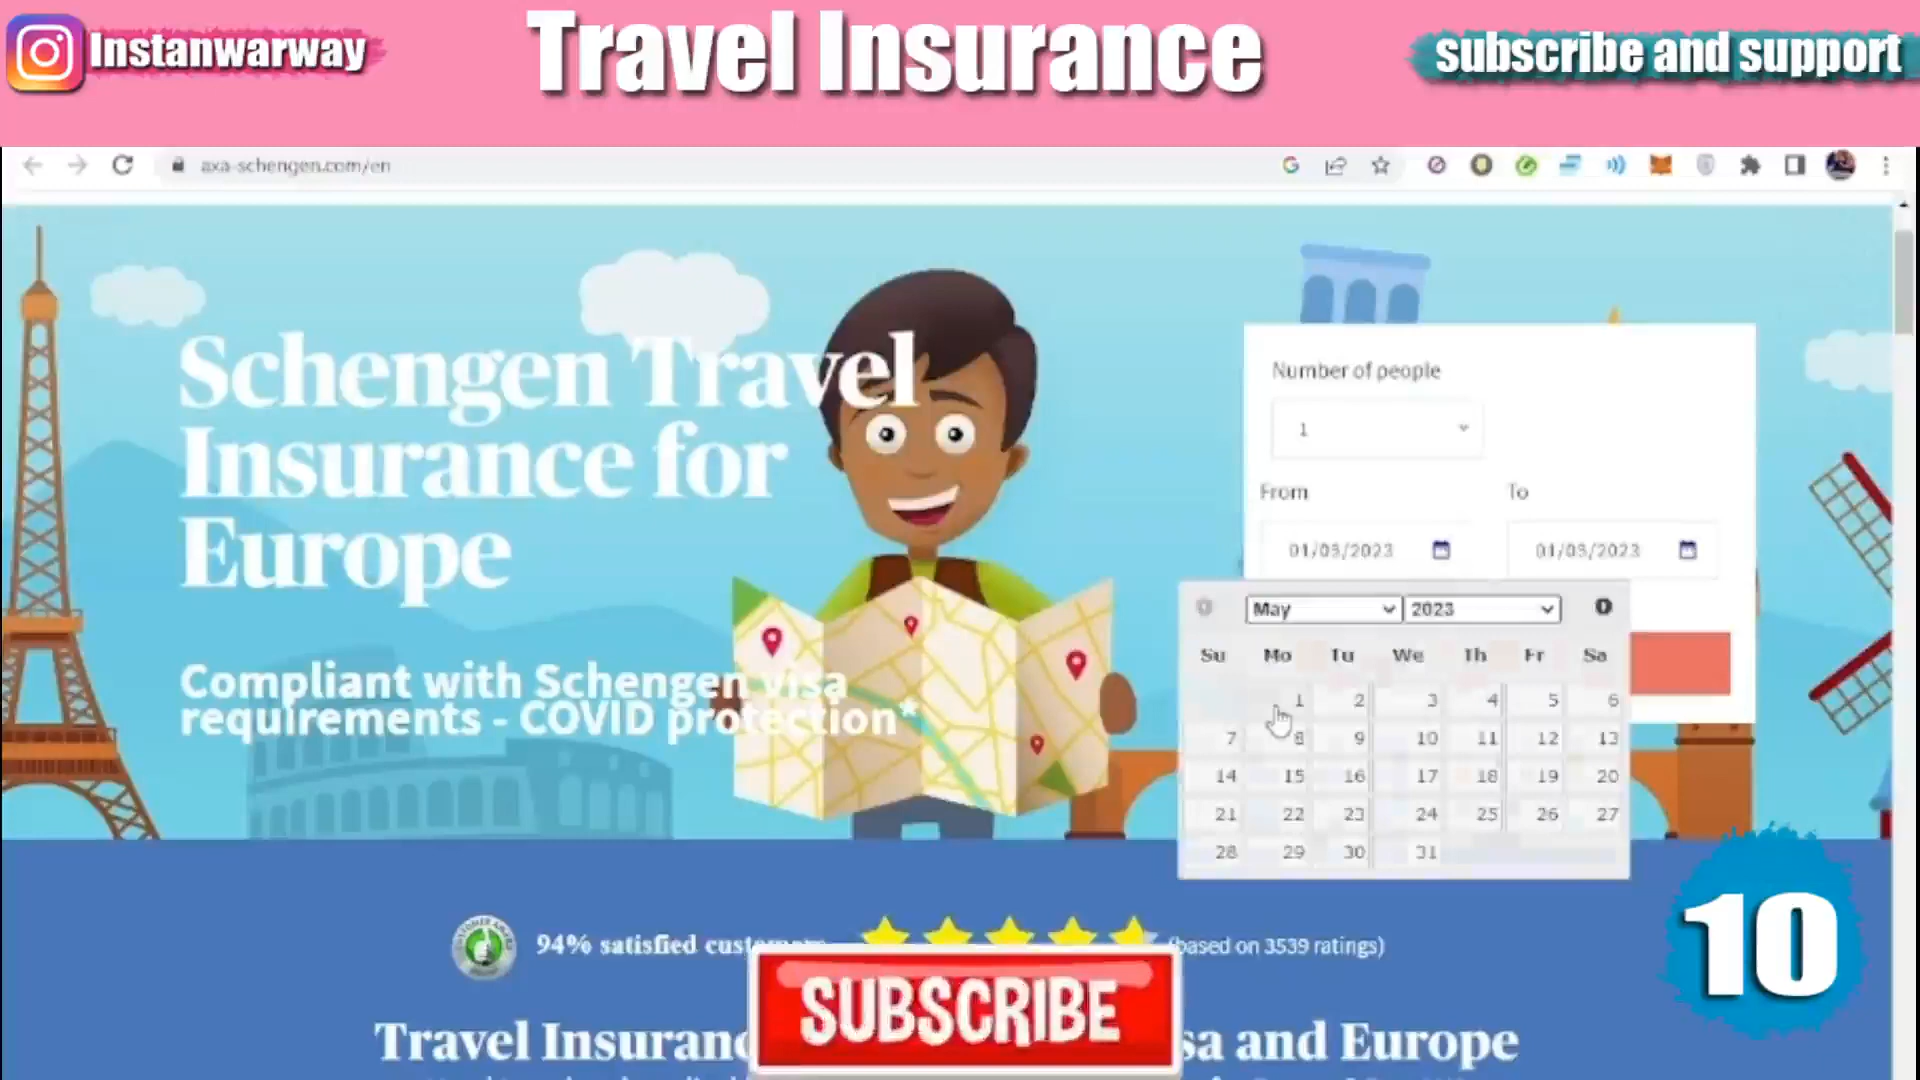 Instanwarway
Travel Insurance
subscribe and support
axa-schengen.com/en
Schengen Travel
Insurance for
Europe
Compliant with Schengen visa
requirements - COVID protection*
Number of people
1
From To
01/05/2023 01/05/2023
May 2023
Su Mo Tu We Th Fr Sa
1 2 3 4 5 6
7 8 9 10 11 12 13
14 15 16 17 18 19 20
21 22 23 24 25 26 27
28 29 30 31
10
94% satisfied (based on 3539 ratings)
SUBSCRIBE
Travel and Europe